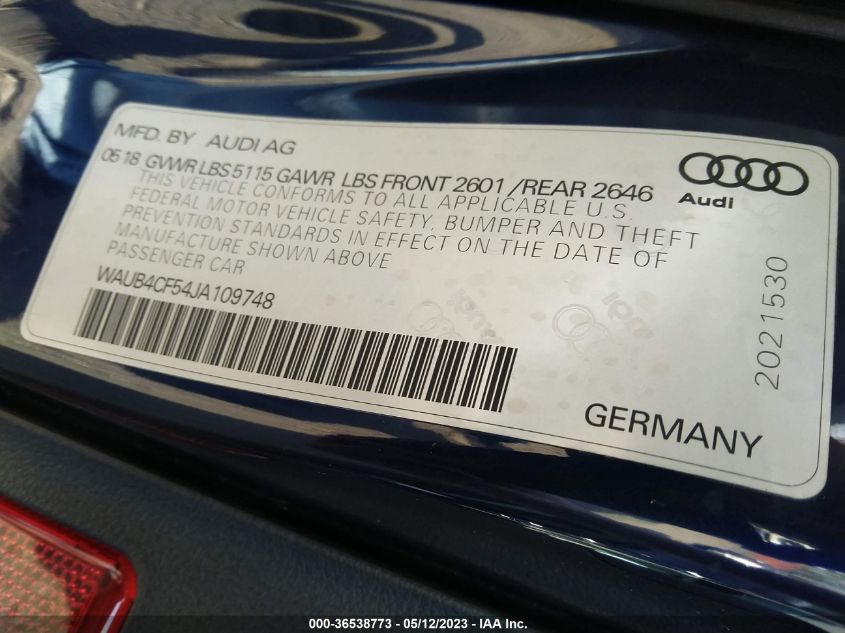 MFD. BY AUDI AG
05 18 GVWR LBS 5115 GAWR LBS FRONT 2601 /REAR 2646
THIS VEHICLE CONFORMS TO ALL APPLICABLE U.S.
FEDERAL MOTOR VEHICLE SAFETY, BUMPER AND THEFT
PREVENTION STANDARDS IN EFFECT ON THE DATE OF
MANUFACTURE SHOWN ABOVE
PASSENGER CAR
WAUB4CF54JA109748
Audi
2021530
GERMANY
000-36538773 - 05/12/2023 - IAA Inc.